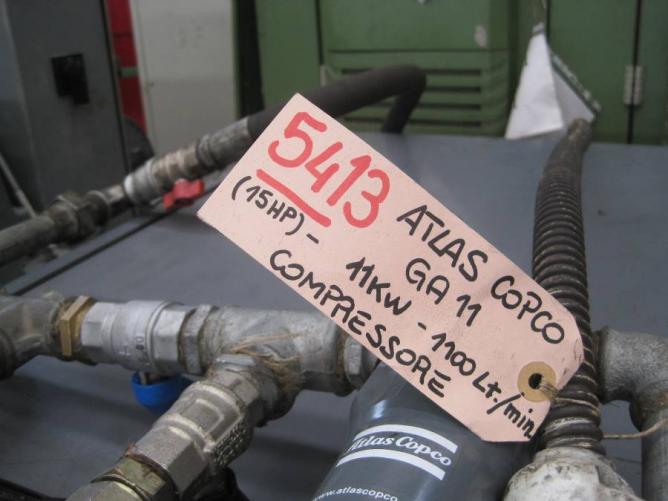 5413 ATLAS COPCO
GA 11
(15HP) - 11KW - 1100 Lt./min
COMPRESSORE
Atlas Copco
www.atlascopco